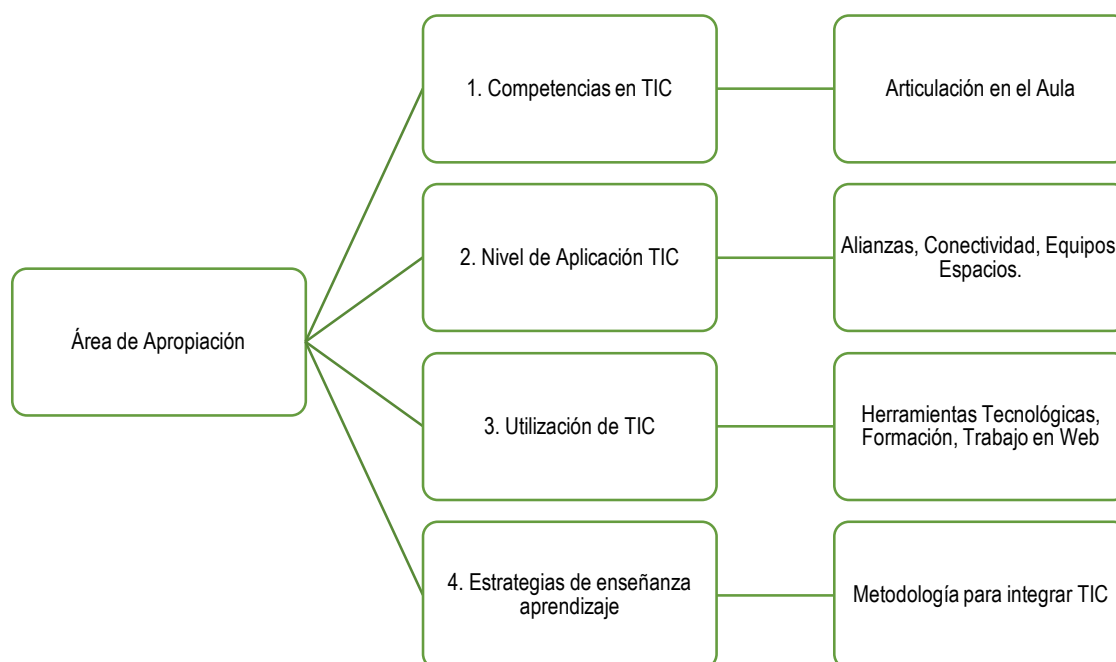 1. Competencias en TIC
Articulación en el Aula
2. Nivel de Aplicación TIC
Alianzas, Conectividad, Equipos
Espacios.
Área de Apropiación
3. Utilización de TIC
Herramientas Tecnológicas,
Formación, Trabajo en Web
4. Estrategias de enseñanza
aprendizaje
Metodología para integrar TIC